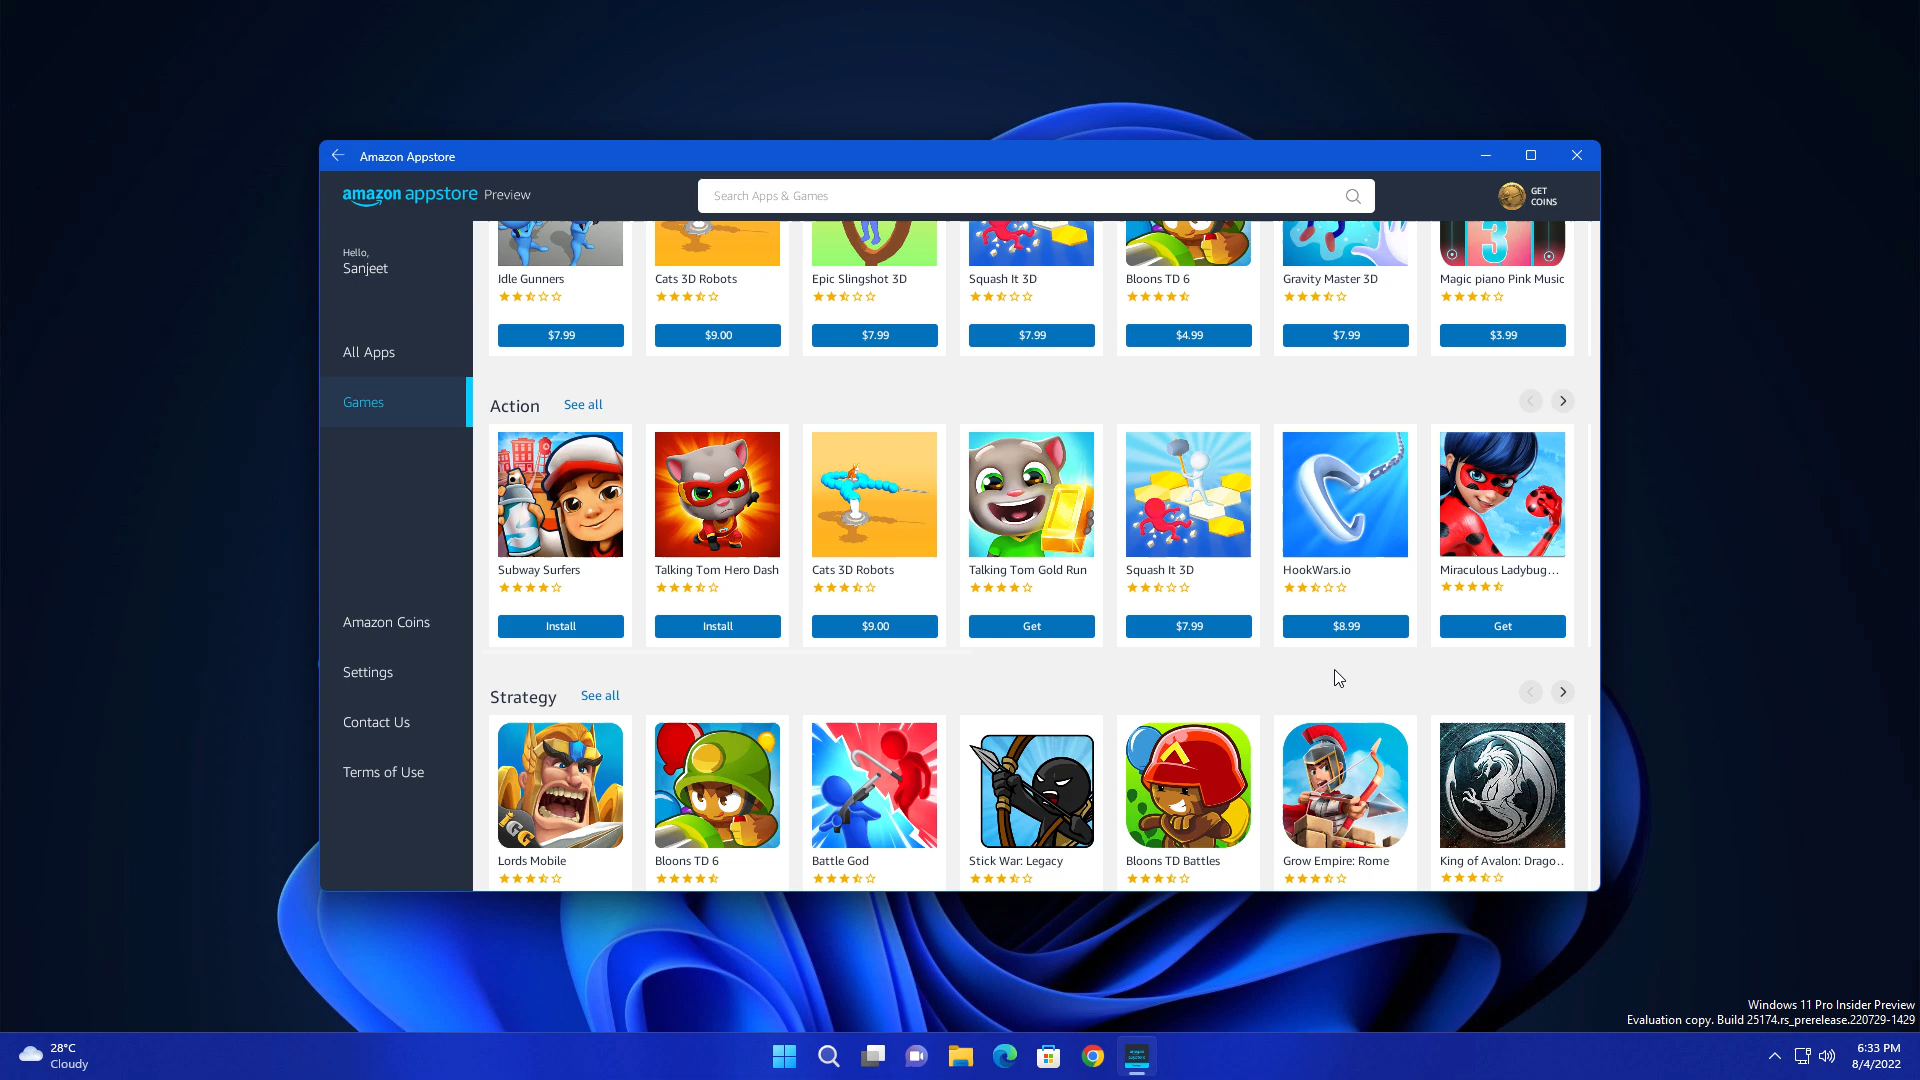 Amazon Appstore
amazon appstore Preview
Search Apps & Games
GET
COINS
Hello,
Sanjeet
All Apps
Games
Amazon Coins
Settings
Contact Us
Terms of Use
3
Idle Gunners
Cats 3D Robots
Epic Slingshot 3D
Squash It 3D
Bloons TD 6
Gravity Master 3D
Magic piano Pink Music
$7.99
$9.00
$7.99
$7.99
$4.99
$7.99
$3.99
Action
See all
Subway Surfers
Talking Tom Hero Dash
Cats 3D Robots
Talking Tom Gold Run
Squash It 3D
HookWars.io
Miraculous Ladybug...
Install
Install
$9.00
Get
$7.99
$8.99
Get
Strategy
See all
IGG
Lords Mobile
Bloons TD 6
Battle God
Stick War: Legacy
Bloons TD Battles
Grow Empire: Rome
King of Avalon: Drago..
Windows 11 Pro Insider Preview
Evaluation copy. Build 25174.rs_prerelease.220729-1429
28°C
Cloudy
amazon
appstore
6:33 PM
8/4/2022